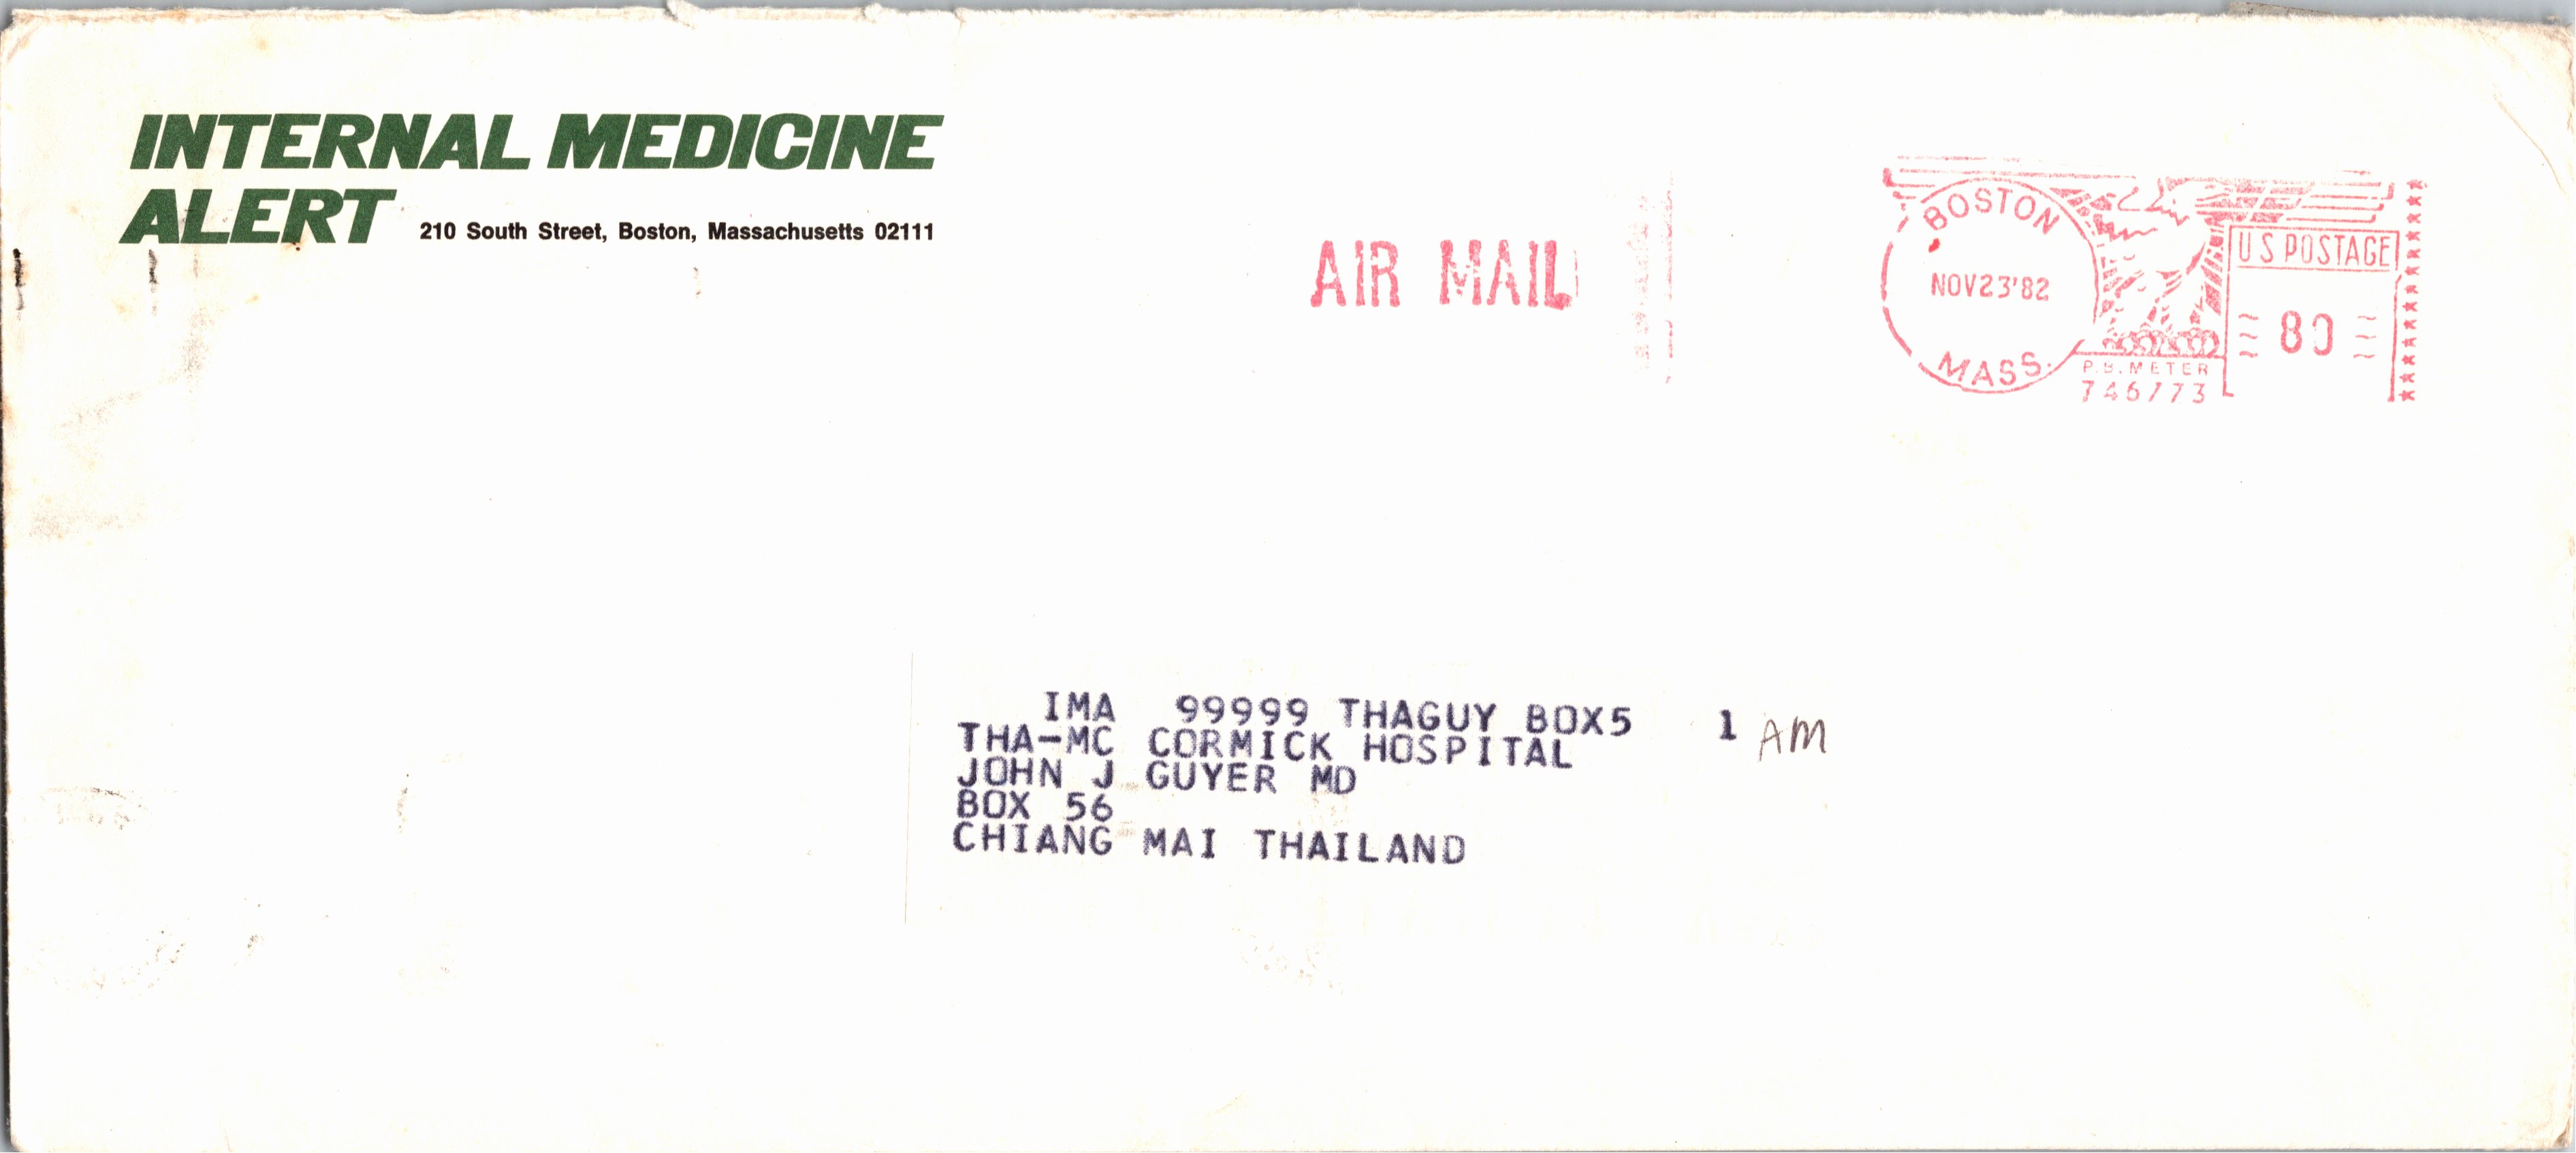 INTERNAL MEDICINE
ALERT 210 South Street, Boston, Massachusetts 02111
AIR MAIL
BOSTON
NOV23'82
MASS.
P.B. METER
746773
U S POSTAGE
80
IMA 99999 THAGUY BOX5 1 AM
THA-MC CORMICK HOSPITAL
JOHN J GUYER MD
BOX 56
CHIANG MAI THAILAND